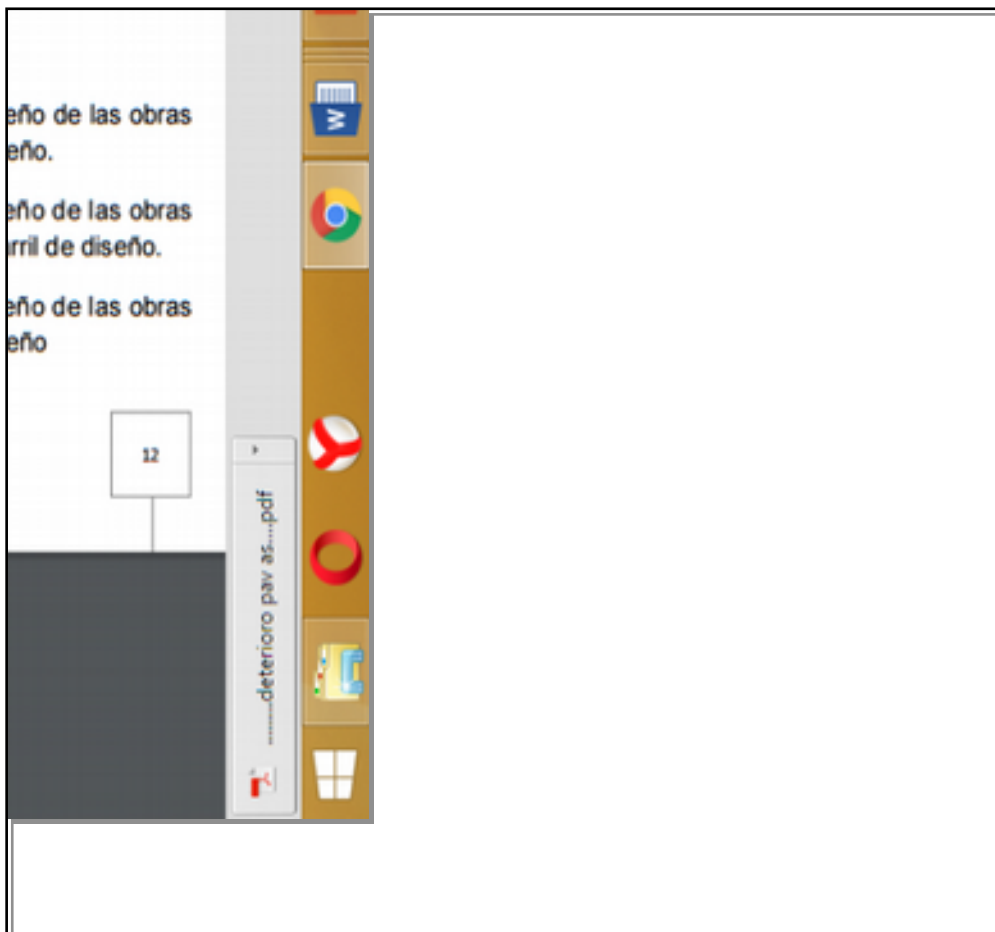 eño de las obras
eño.
eño de las obras
rril de diseño.
eño de las obras
eño
12
.......deterioro pav as....pdf
W